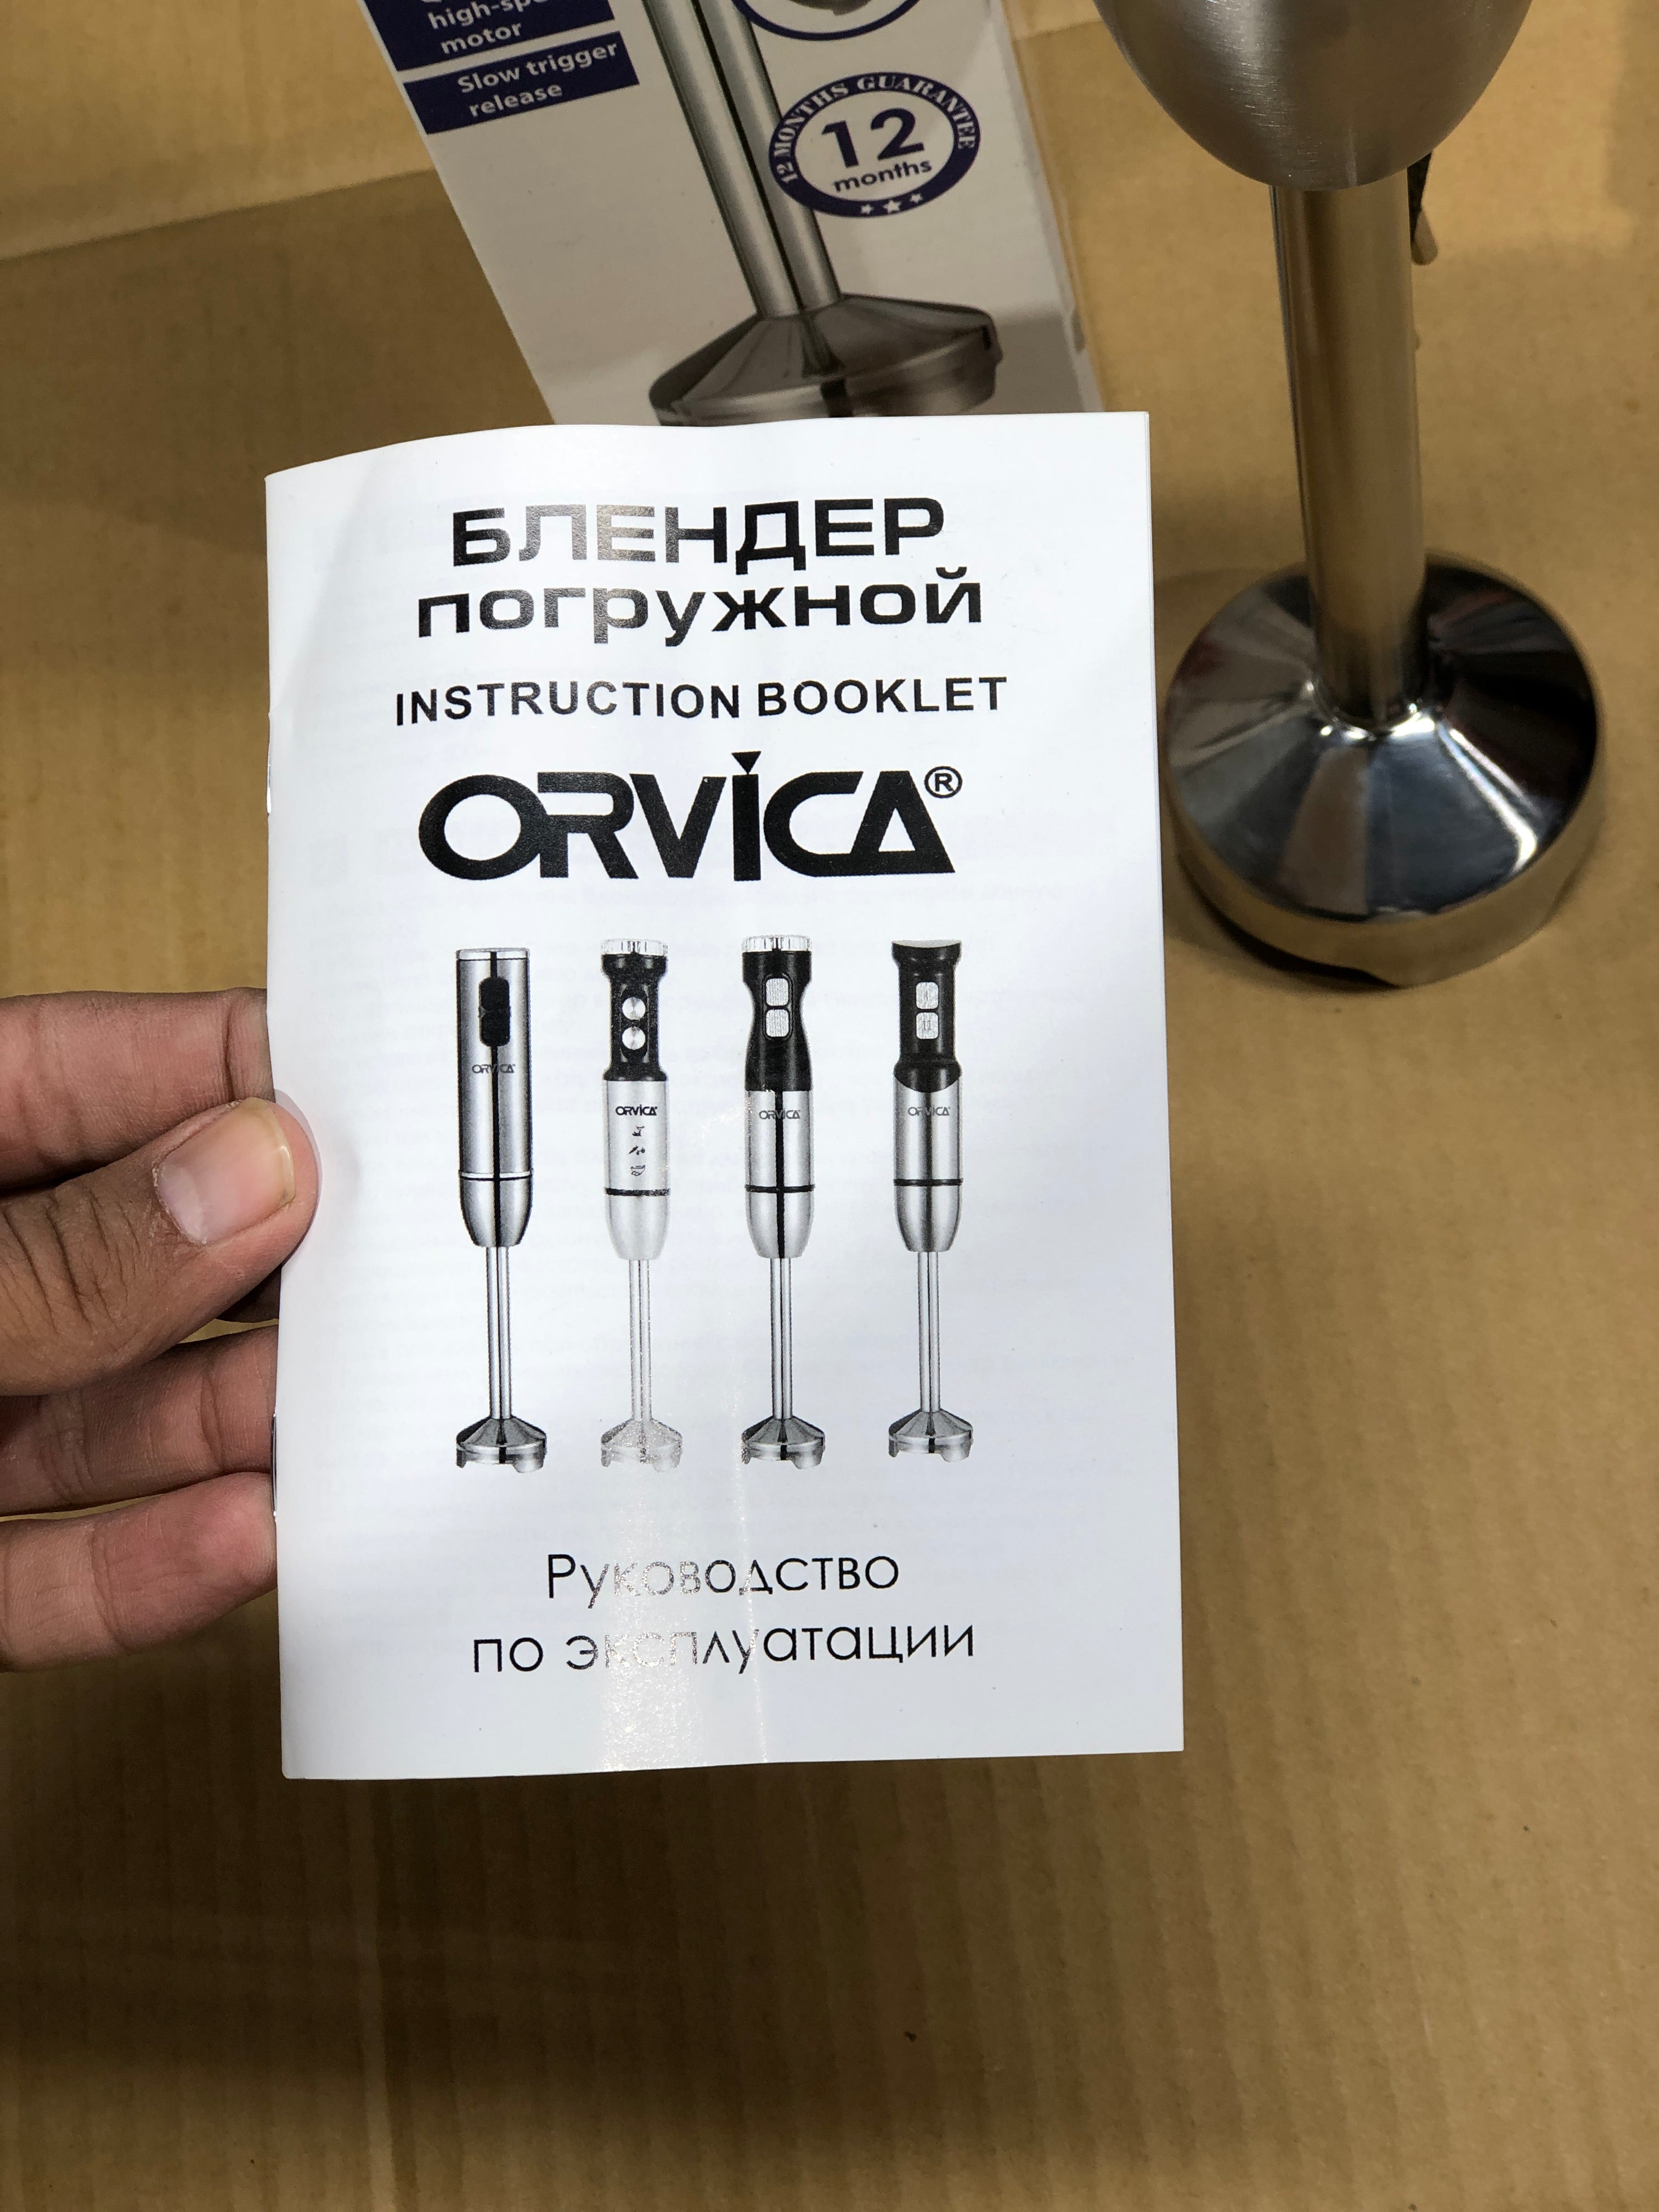 high-sp
motor
Slow trigger
release
12 MONTHS GUARANTEE
12
months
БЛЕНДЕР
погружной
INSTRUCTION BOOKLET
ORVICA®
ORVICA
ORVICA
ORVICA
ORVICA
Руководство
по эксплуатации